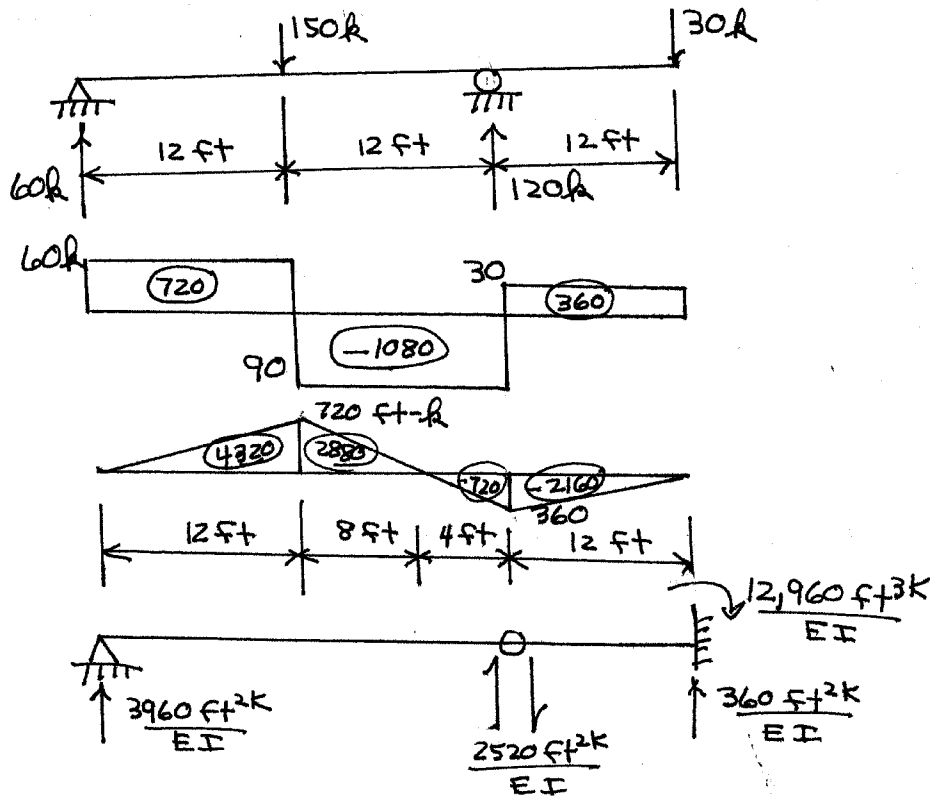 150k
30k
12 ft
12 ft
12 ft
60k
120k
60k
720
30
360
-1080
90
720 ft-k
4320
2880
-720
-2160
360
12 ft
8 ft
4 ft
12 ft
12,960 ft³K
EI
3960 ft²K
EI
2520 ft²K
EI
360 ft²K
EI